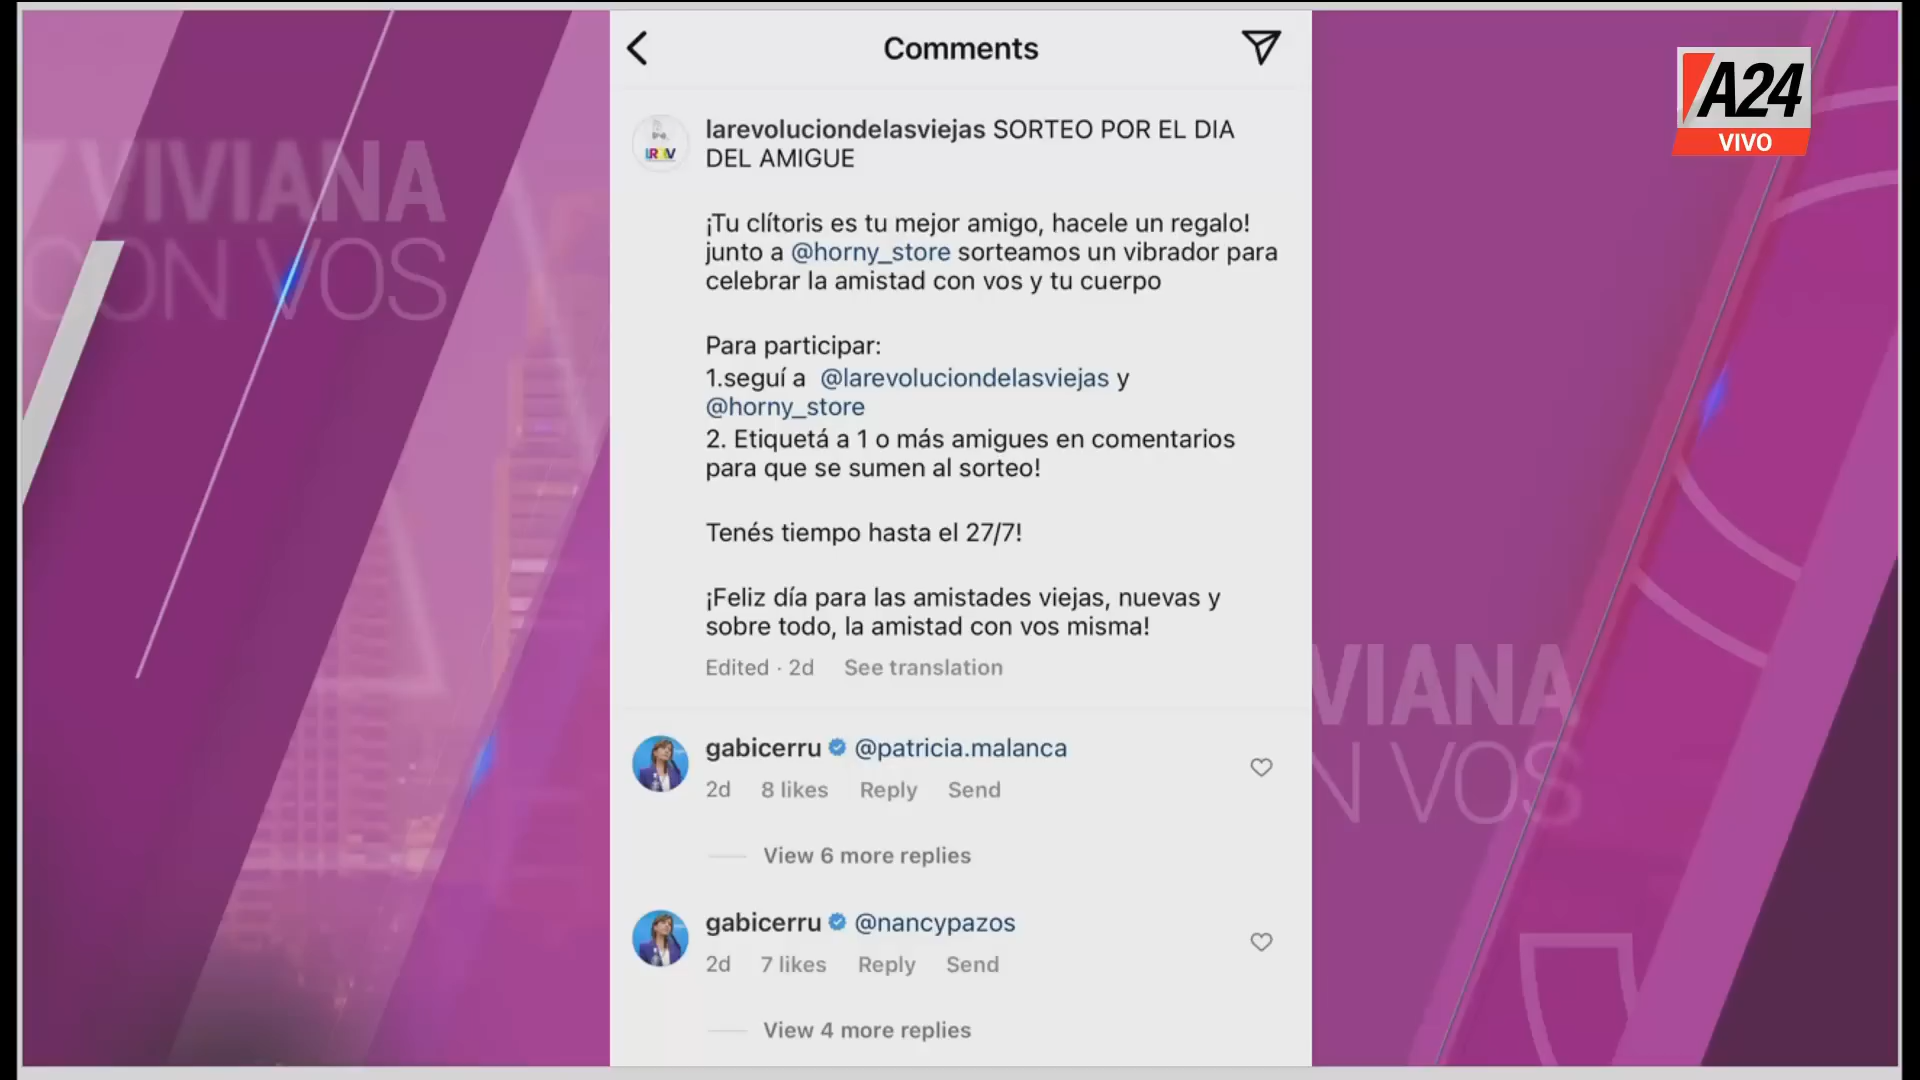 Comments
A24
VIVO
larevoluciondelasviejas SORTEO POR EL DIA
DEL AMIGUE
¡Tu clítoris es tu mejor amigo, hacele un regalo!
junto a @horny_store sorteamos un vibrador para
celebrar la amistad con vos y tu cuerpo
Para participar:
1.seguí a @larevoluciondelasviejas y
@horny_store
2. Etiquetá a 1 o más amigues en comentarios
para que se sumen al sorteo!
Tenés tiempo hasta el 27/7!
¡Feliz día para las amistades viejas, nuevas y
sobre todo, la amistad con vos misma!
Edited · 2d See translation
gabicerru @patricia.malanca
2d 8 likes Reply Send
View 6 more replies
gabicerru @nancypazos
2d 7 likes Reply Send
View 4 more replies
VIVIANA
CON VOS
VIANA
N VOS